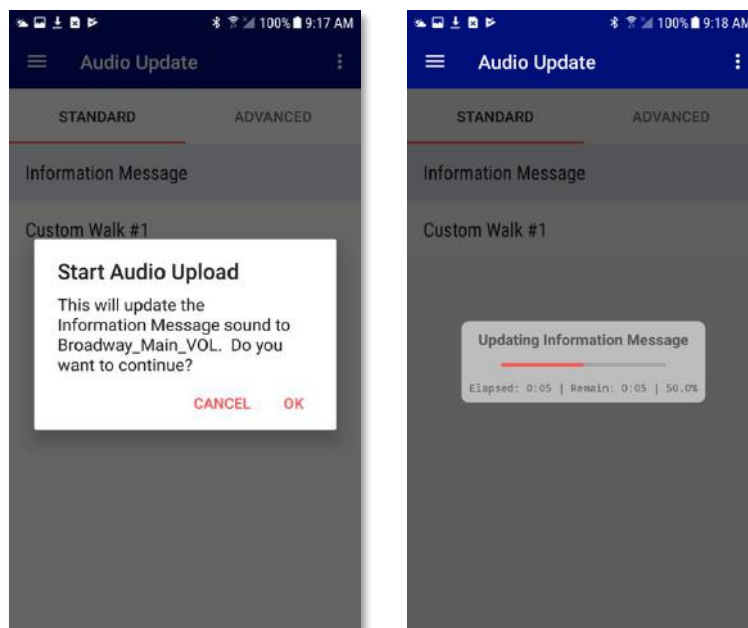 100% 9:17 AM
Audio Update
STANDARD ADVANCED
Information Message
Custom Walk #1
Start Audio Upload
This will update the
Information Message sound to
Broadway_Main_VOL. Do you
want to continue?
CANCEL OK
100% 9:18 AM
Audio Update
STANDARD ADVANCED
Information Message
Custom Walk #1
Updating Information Message
Elapsed: 0:05 | Remain: 0:05 | 50.0%